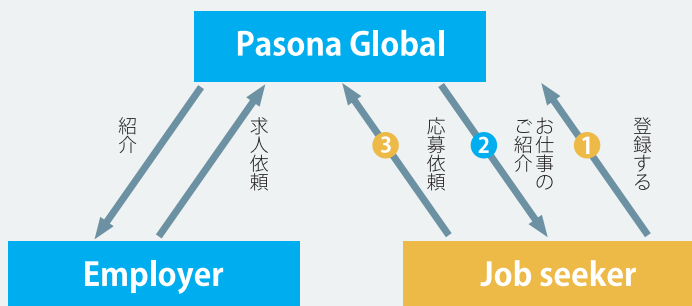 Pasona Global
紹介
求人依頼
3
応募依頼
2
お仕事の
ご紹介
1
登録する
Employer
Job seeker